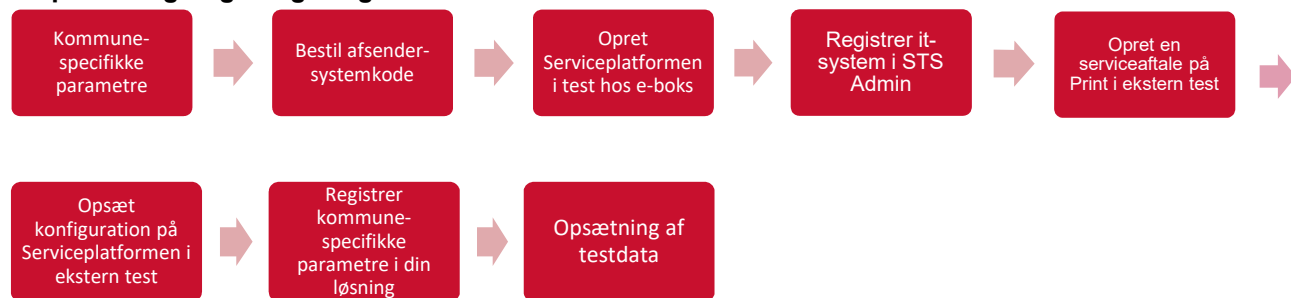 Kommune-
specifikke
parametre
Bestil afsender-
systemkode
Opret
Serviceplatformen
i test hos e-boks
Registrer it-
system i STS
Admin
Opret en
serviceaftale på
Print i ekstern test
Opsæt
konfiguration på
Serviceplatformen i
ekstern test
Registrer
kommune-
specifikke
parametre i din
løsning
Opsætning af
testdata